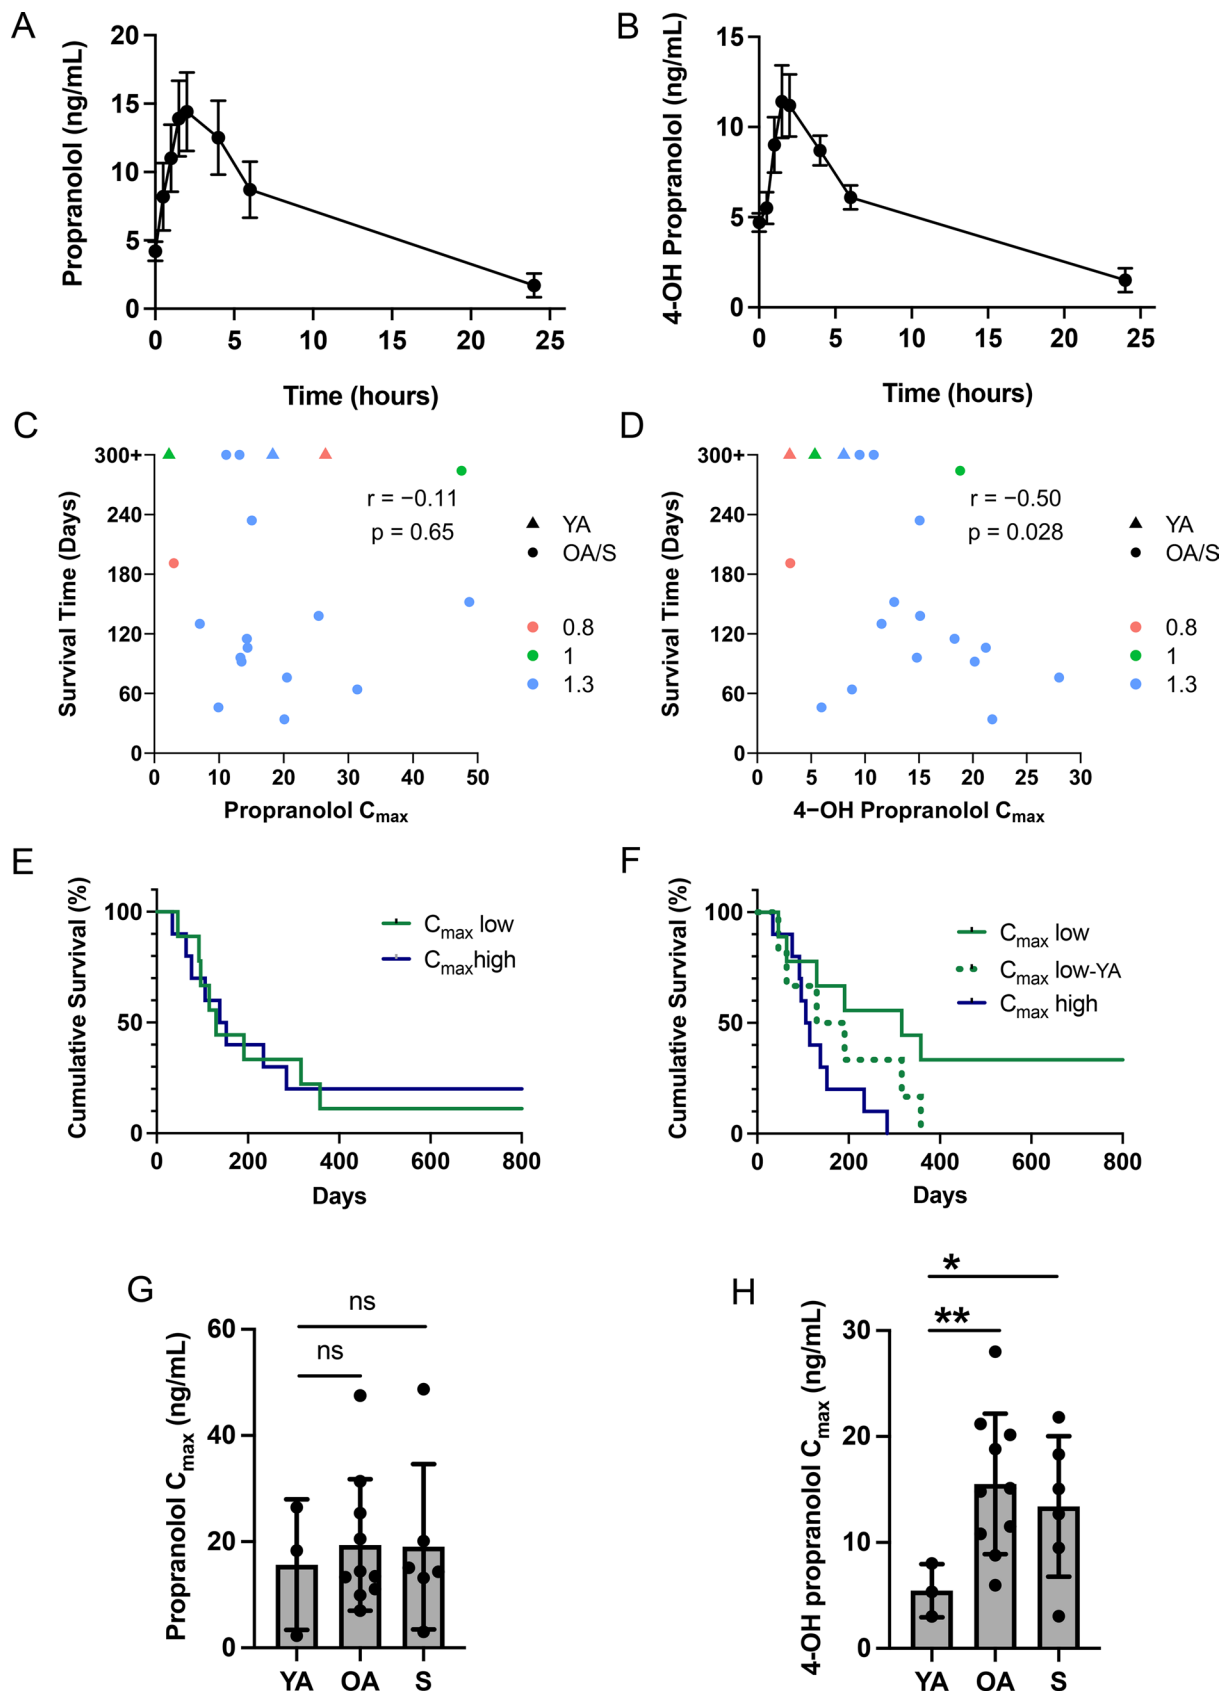 A
Propranolol (ng/mL)
20
15
10
5
0
0 5 10 15 20 25
Time (hours)
B
4-OH Propranolol (ng/mL)
15
10
5
0
0 5 10 15 20 25
Time (hours)
C
Survival Time (Days)
300+
240
180
120
60
0
0 10 20 30 40 50
Propranolol Cmax
r = −0.11
p = 0.65
YA
OA/S
0.8
1
1.3
D
Survival Time (Days)
300+
240
180
120
60
0
0 5 10 15 20 25 30
4−OH Propranolol Cmax
r = −0.50
p = 0.028
YA
OA/S
0.8
1
1.3
E
Cumulative Survival (%)
100
50
0
0 200 400 600 800
Days
Cmax low
Cmaxhigh
F
Cumulative Survival (%)
100
50
0
0 200 400 600 800
Days
Cmax low
Cmax low-YA
Cmax high
G
Propranolol Cmax (ng/mL)
60
40
20
0
ns
ns
YA OA S
H
4-OH propranolol Cmax (ng/mL)
30
20
10
0
*
**
YA OA S